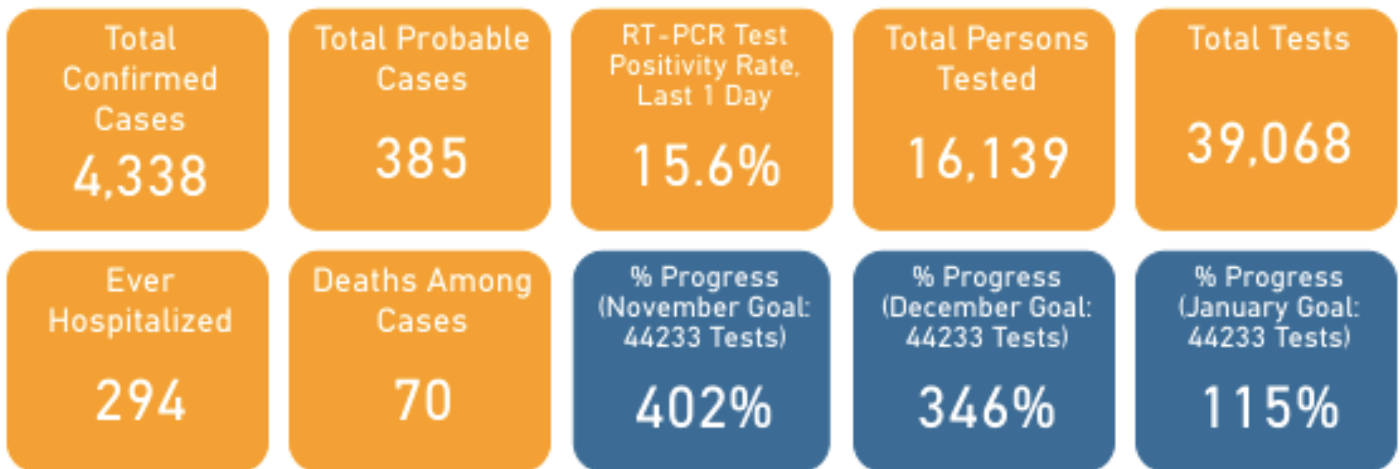 Total
Confirmed
Cases
4,338
Total Probable
Cases
385
RT-PCR Test
Positivity Rate,
Last 1 Day
15.6%
Total Persons
Tested
16,139
Total Tests
39,068
Ever
Hospitalized
294
Deaths Among
Cases
70
% Progress
(November Goal:
44233 Tests)
402%
% Progress
(December Goal:
44233 Tests)
346%
% Progress
(January Goal:
44233 Tests)
115%